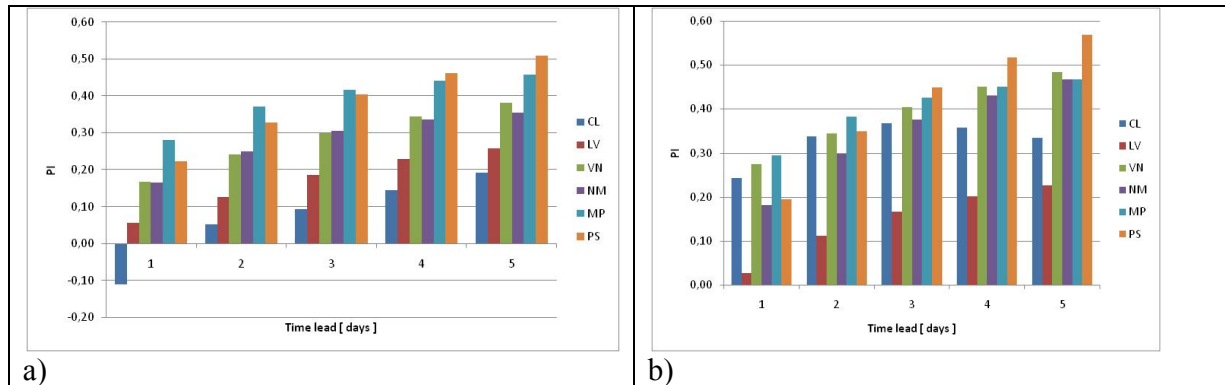 0,60
0,50
0,40
0,30
0,20
0,10
0,00
-0,10
-0,20
PI
1 2 3 4 5
Time lead [ days ]
CL
LV
VN
NM
MP
PS
a)
0,60
0,50
0,40
0,30
0,20
0,10
0,00
PI
1 2 3 4 5
Time lead [ days ]
CL
LV
VN
NM
MP
PS
b)